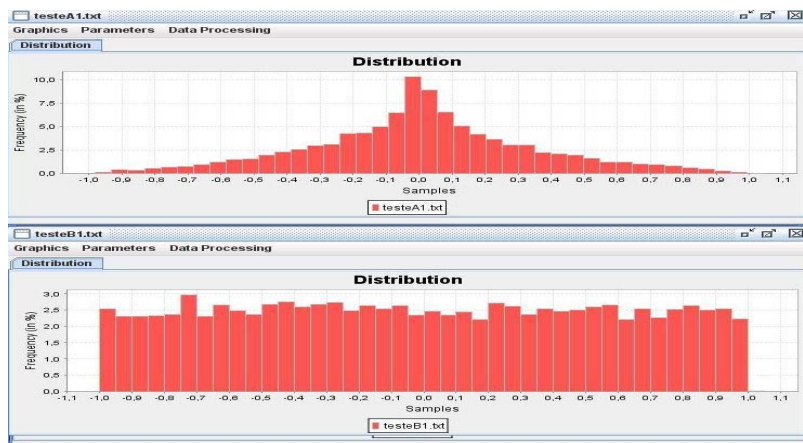 testeA1.txt
Graphics Parameters Data Processing
Distribution
Distribution
Frequency (in %)
10,0
7,5
5,0
2,5
0,0
-1,0 -0,9 -0,8 -0,7 -0,6 -0,5 -0,4 -0,3 -0,2 -0,1 0,0 0,1 0,2 0,3 0,4 0,5 0,6 0,7 0,8 0,9 1,0 1,1
Samples
testeA1.txt
testeB1.txt
Graphics Parameters Data Processing
Distribution
Distribution
Frequency (in %)
3,0
2,5
2,0
1,5
1,0
0,5
0,0
-1,1 -1,0 -0,9 -0,8 -0,7 -0,6 -0,5 -0,4 -0,3 -0,2 -0,1 0,0 0,1 0,2 0,3 0,4 0,5 0,6 0,7 0,8 0,9 1,0 1,1
Samples
testeB1.txt